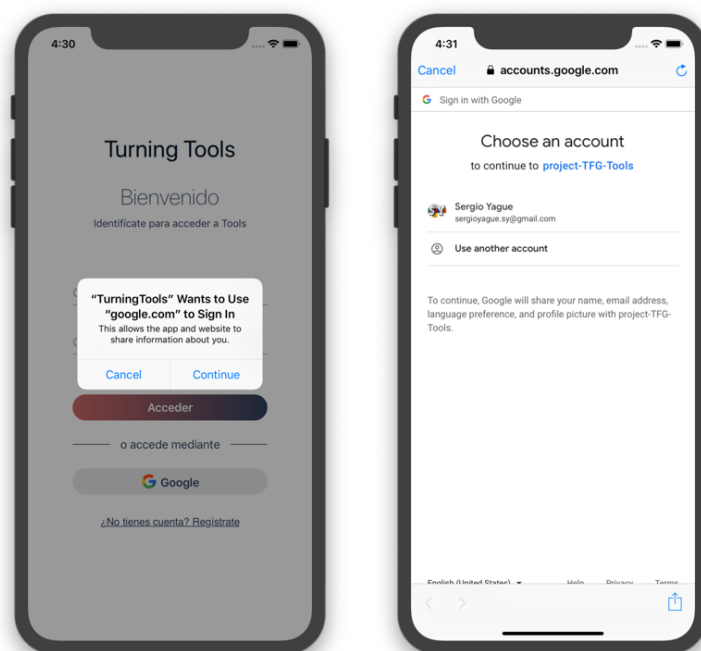 4:30
Turning Tools
Bienvenido
Identifícate para acceder a Tools
“TurningTools” Wants to Use
“google.com” to Sign In
This allows the app and website to
share information about you.
Cancel
Continue
Acceder
o accede mediante
Google
¿No tienes cuenta? Regístrate
4:31
Cancel
accounts.google.com
Sign in with Google
Choose an account
to continue to project-TFG-Tools
Sergio Yague
sergioyague.sy@gmail.com
Use another account
To continue, Google will share your name, email address,
language preference, and profile picture with project-TFG-
Tools.
English (United States)
Help
Privacy
Terms